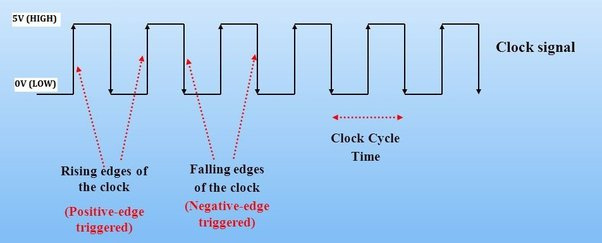 5V (HIGH)
Clock signal
0V (LOW)
Clock Cycle
Time
Rising edges of
the clock
(Positive-edge
triggered)
Falling edges
of the clock
(Negative-edge
triggered)